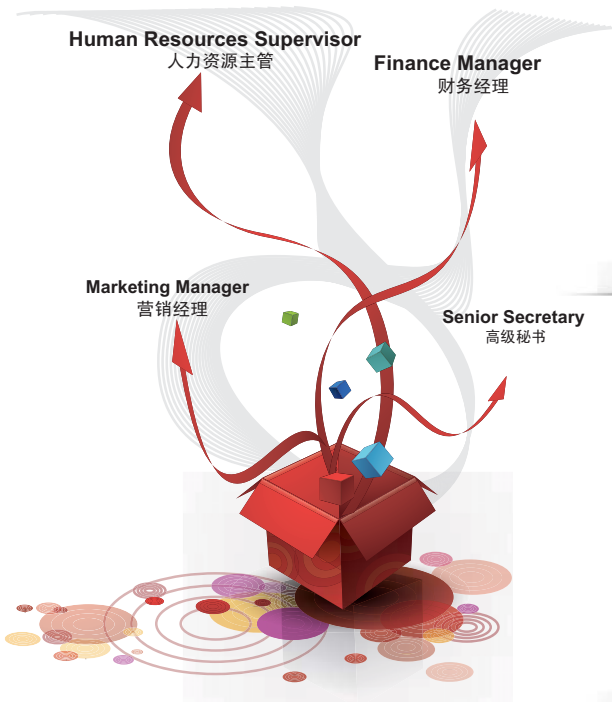 Human Resources Supervisor
人力资源主管
Finance Manager
财务经理
Marketing Manager
营销经理
Senior Secretary
高级秘书